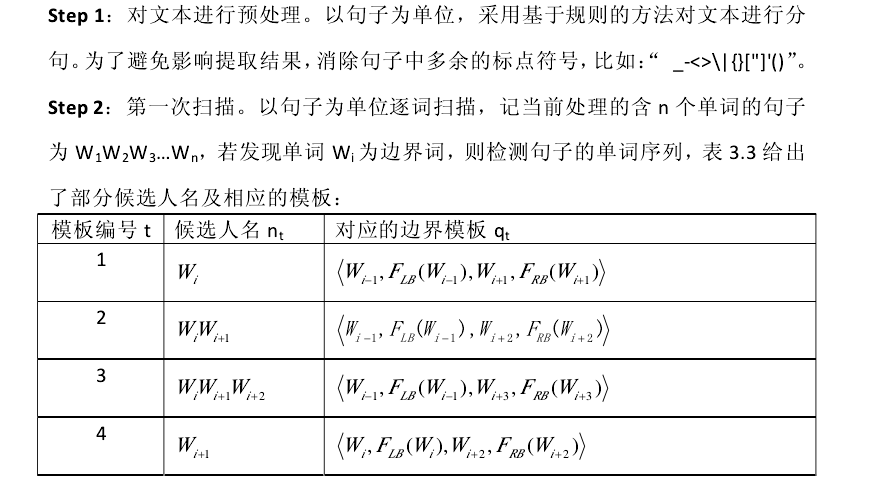 Step 1：对文本进行预处理。以句子为单位，采用基于规则的方法对文本进行分
句。为了避免影响提取结果，消除句子中多余的标点符号，比如：“ _-<>\|{}["]'()”。
Step 2：第一次扫描。以句子为单位逐词扫描，记当前处理的含 n 个单词的句子
为 W₁W₂W₃…Wₙ，若发现单词 Wᵢ 为边界词，则检测句子的单词序列，表 3.3 给出
了部分候选人名及相应的模板：
模板编号 t 候选人名 nₜ 对应的边界模板 qₜ
1 W_i ⟨W_{i−1}, F_{LB}(W_{i−1}), W_{i+1}, F_{RB}(W_{i+1})⟩
2 W_iW_{i+1} ⟨W_{i−1}, F_{LB}(W_{i−1}), W_{i+2}, F_{RB}(W_{i+2})⟩
3 W_iW_{i+1}W_{i+2} ⟨W_{i−1}, F_{LB}(W_{i−1}), W_{i+3}, F_{RB}(W_{i+3})⟩
4 W_{i+1} ⟨W_i, F_{LB}(W_i), W_{i+2}, F_{RB}(W_{i+2})⟩